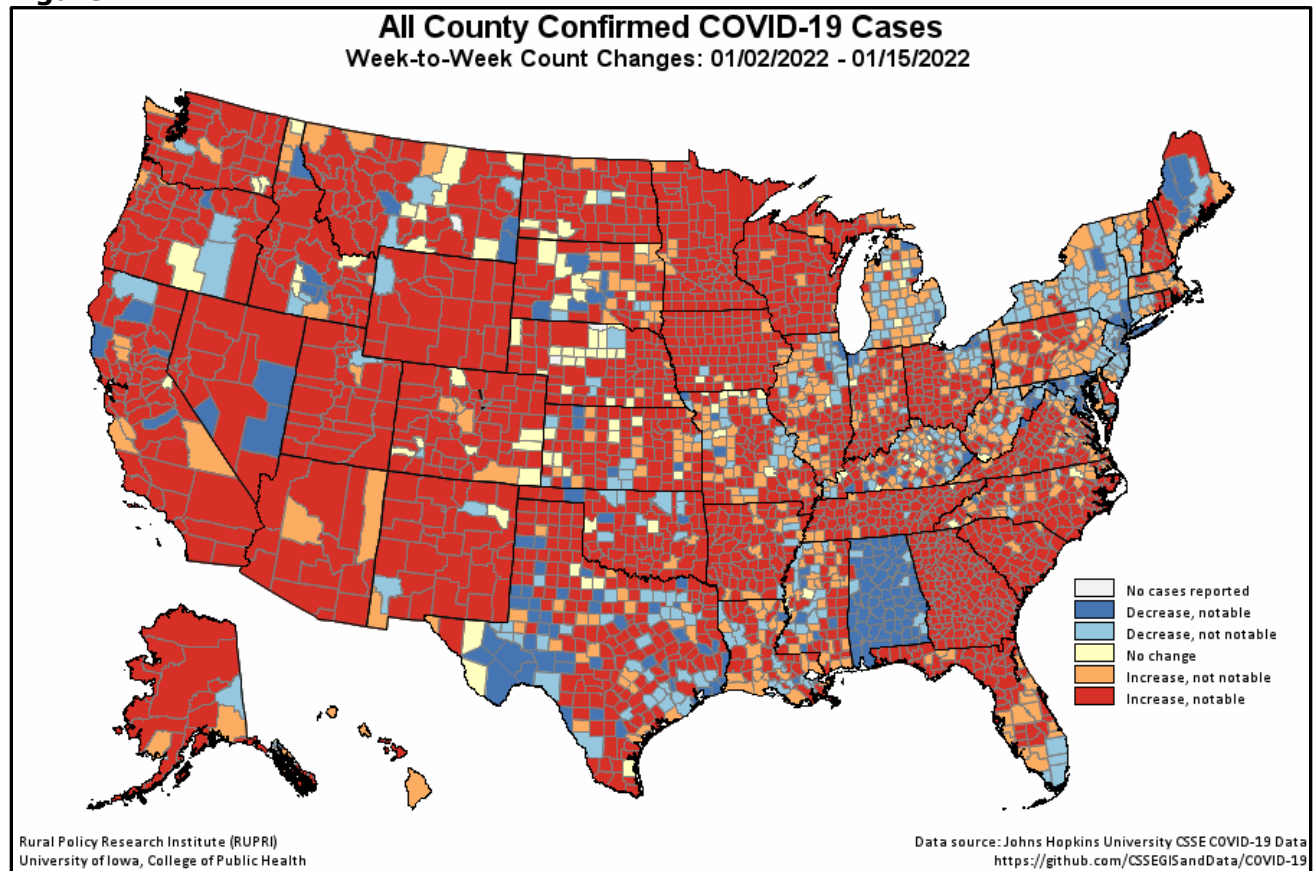 All County Confirmed COVID-19 Cases
Week-to-Week Count Changes: 01/02/2022 - 01/15/2022
No cases reported
Decrease, notable
Decrease, not notable
No change
Increase, not notable
Increase, notable
Rural Policy Research Institute (RUPRI)
University of Iowa, College of Public Health
Data source: Johns Hopkins University CSSE COVID-19 Data
https://github.com/CSSEGISandData/COVID-19